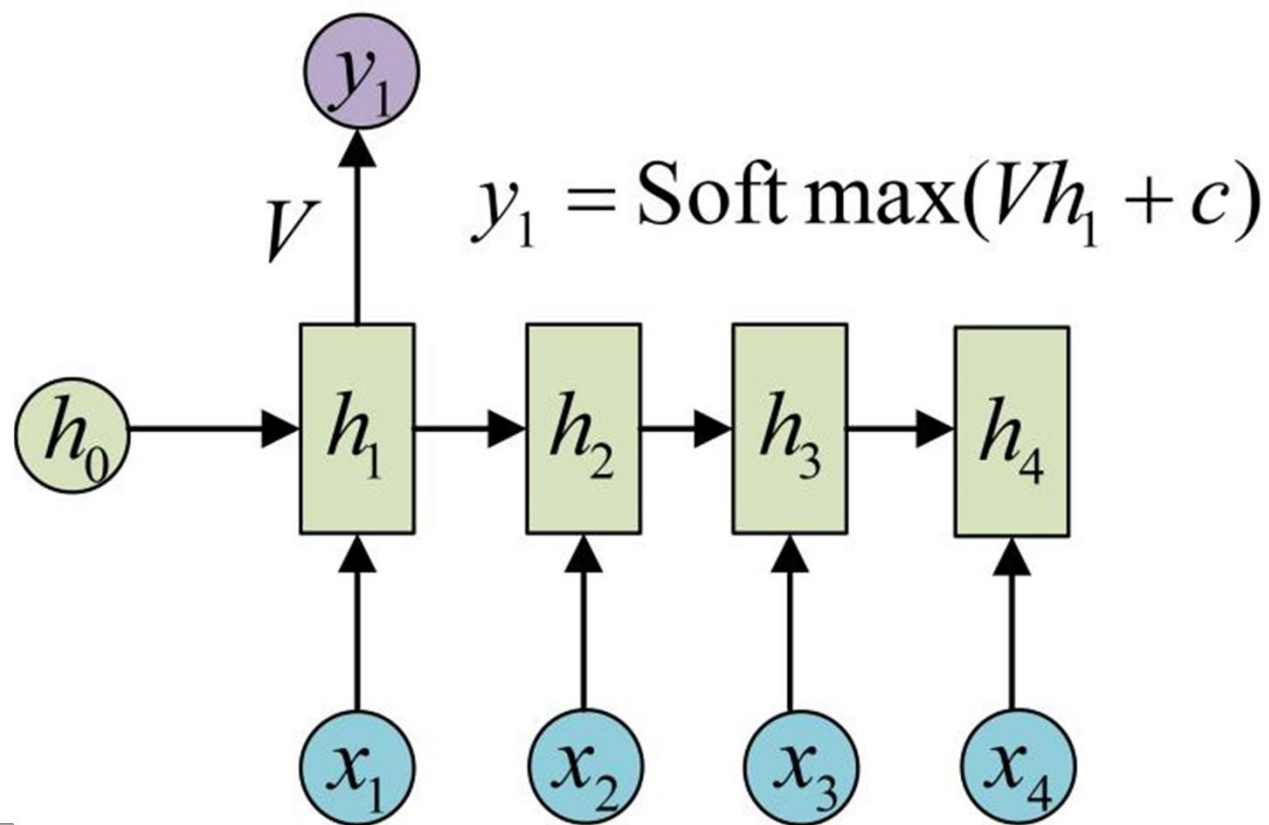 y₁
V
y₁ = Soft max(Vh₁ + c)
h₀
h₁
h₂
h₃
h₄
x₁
x₂
x₃
x₄